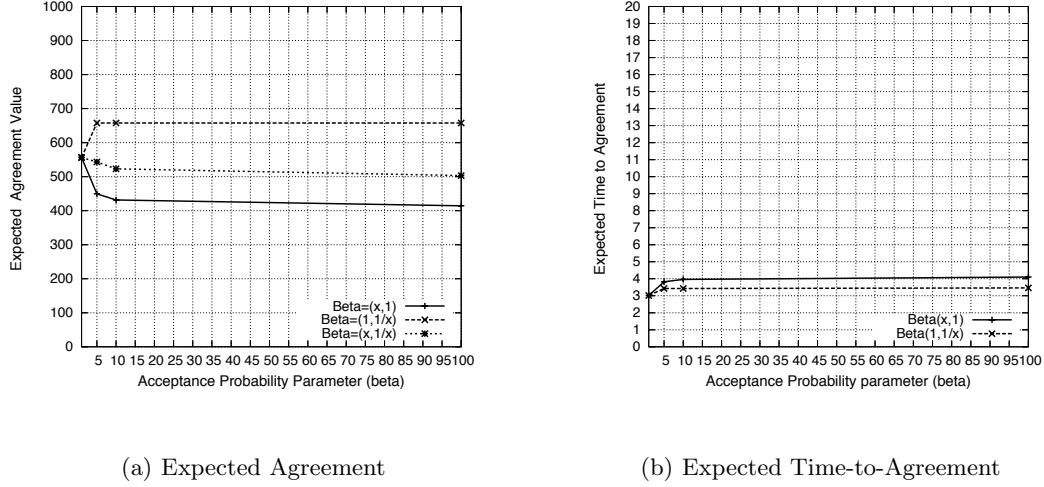 1000
900
800
700
600
500
400
300
200
100
0
Expected Agreement Value
Beta=(x,1)
Beta=(1,1/x)
Beta=(x,1/x)
5 10 15 20 25 30 35 40 45 50 55 60 65 70 75 80 85 90 95 100
Acceptance Probability Parameter (beta)
(a) Expected Agreement
20
19
18
17
16
15
14
13
12
11
10
9
8
7
6
5
4
3
2
1
0
Expected Time to Agreement
Beta(x,1)
Beta(1,1/x)
5 10 15 20 25 30 35 40 45 50 55 60 65 70 75 80 85 90 95 100
Acceptance Probability parameter (beta)
(b) Expected Time-to-Agreement